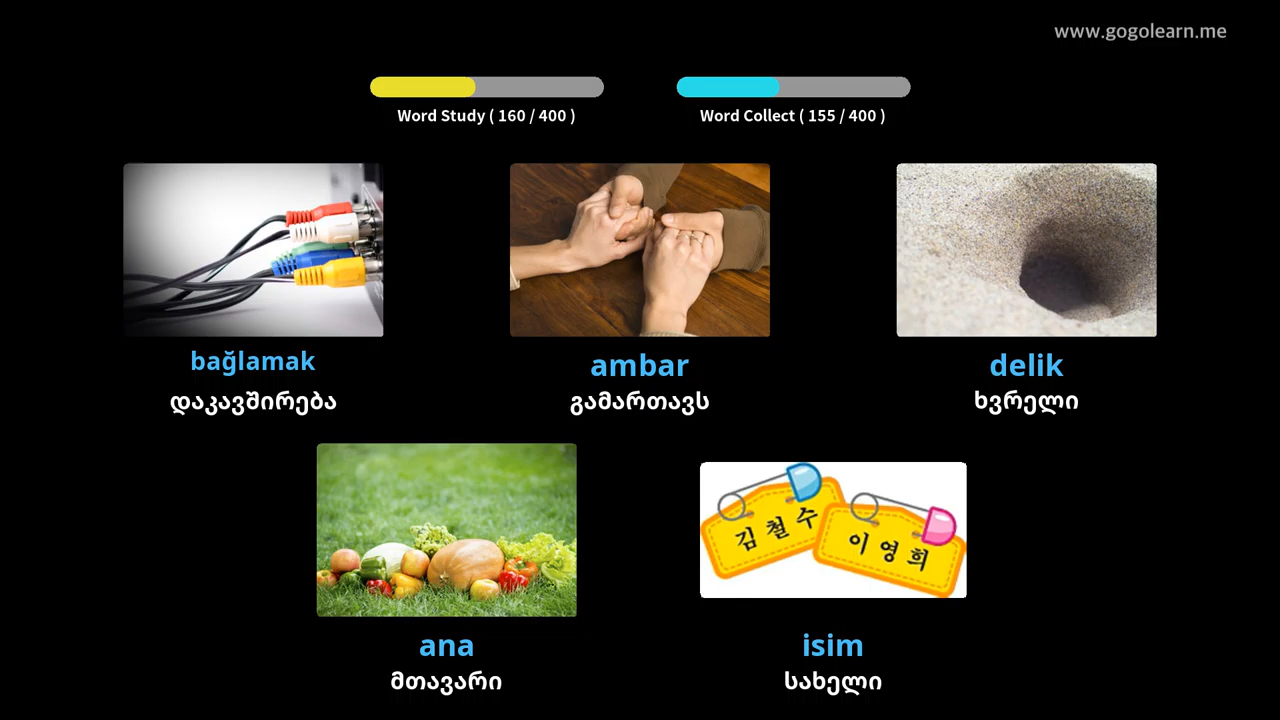 www.gogolearn.me
Word Study ( 160 / 400 )
Word Collect ( 155 / 400 )
bağlamak
დაკავშირება
ambar
გამართავს
delik
ხვრელი
김철수
이영희
ana
მთავარი
isim
სახელი